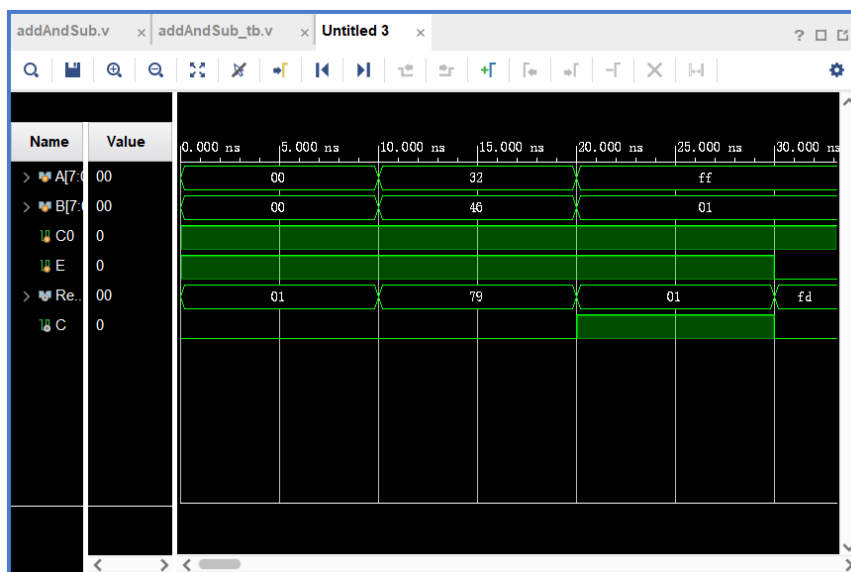 addAndSub.v × addAndSub_tb.v × Untitled 3 × ?
Name Value
0.000 ns 5.000 ns 10.000 ns 15.000 ns 20.000 ns 25.000 ns 30.000 ns
A[7:0 00 00 32 ff
B[7:0 00 00 46 01
C0 0
E 0
Re.. 00 01 79 01 fd
C 0